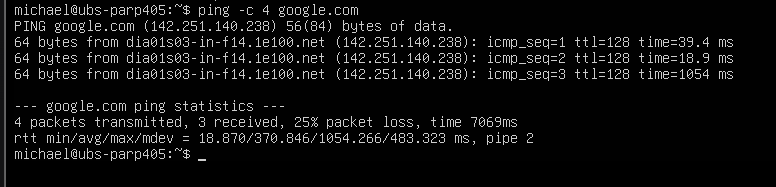 michael@ubs-parp405:~$ ping -c 4 google.com
PING google.com (142.251.140.238) 56(84) bytes of data.
64 bytes from dia01s03-in-f14.1e100.net (142.251.140.238): icmp_seq=1 ttl=128 time=39.4 ms
64 bytes from dia01s03-in-f14.1e100.net (142.251.140.238): icmp_seq=2 ttl=128 time=18.9 ms
64 bytes from dia01s03-in-f14.1e100.net (142.251.140.238): icmp_seq=3 ttl=128 time=1054 ms
--- google.com ping statistics ---
4 packets transmitted, 3 received, 25% packet loss, time 7069ms
rtt min/avg/max/mdev = 18.870/370.846/1054.266/483.323 ms, pipe 2
michael@ubs-parp405:~$ _